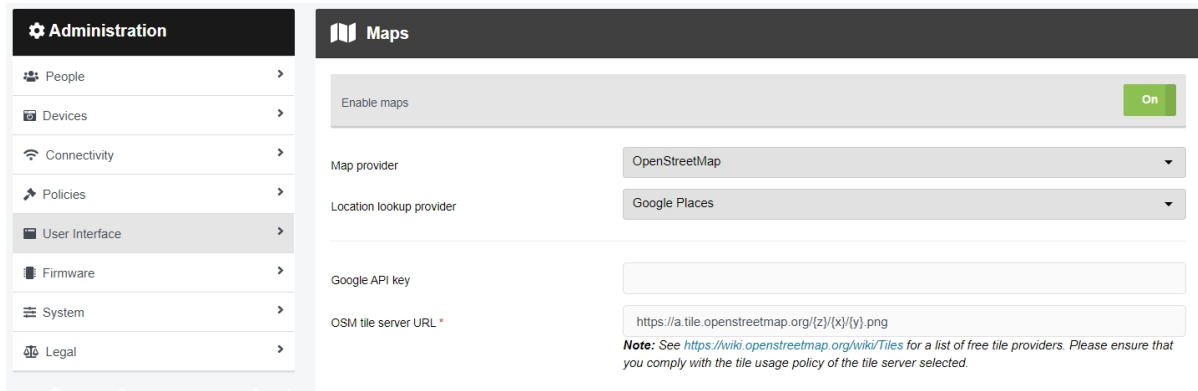 Administration
People
Devices
Connectivity
Policies
User Interface
Firmware
System
Legal
Maps
Enable maps
On
Map provider
OpenStreetMap
Location lookup provider
Google Places
Google API key
OSM tile server URL *
https://a.tile.openstreetmap.org/{z}/{x}/{y}.png
Note: See https://wiki.openstreetmap.org/wiki/Tiles for a list of free tile providers. Please ensure that
you comply with the tile usage policy of the tile server selected.